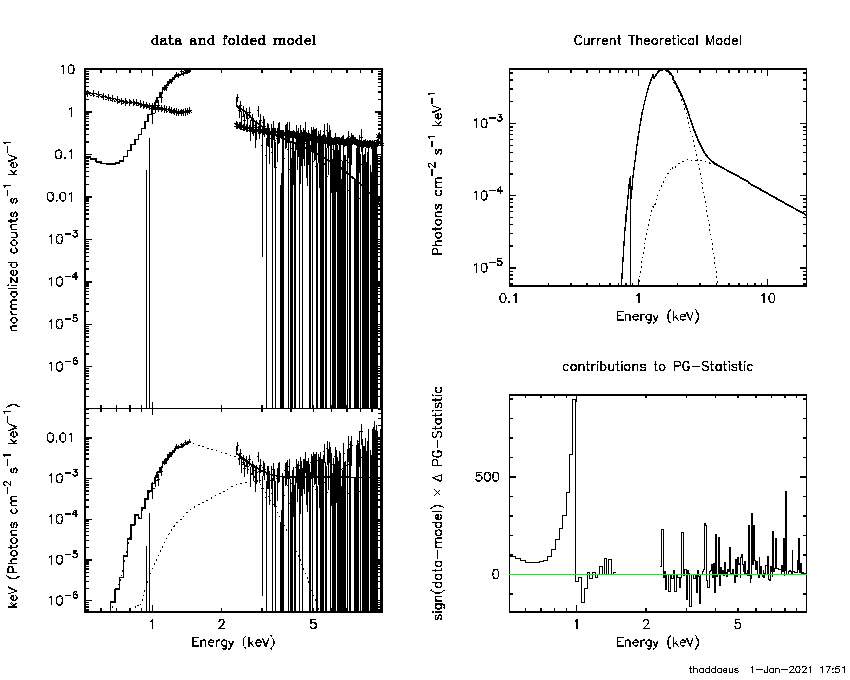 data and folded model
10
1
0.1
0.01
10−3
10−4
10−5
10−6
normalized counts s−1 keV−1
0.01
10−3
10−4
10−5
10−6
keV (Photons cm−2 s−1 keV−1)
1 2 5
Energy (keV)
Current Theoretical Model
10−3
10−4
10−5
Photons cm−2 s−1 keV−1
0.1 1 10
Energy (keV)
contributions to PG−Statistic
500
0
sign(data−model) × Δ PG−Statistic
1 2 5
Energy (keV)
thaddaeus 1−Jan−2021 17:51